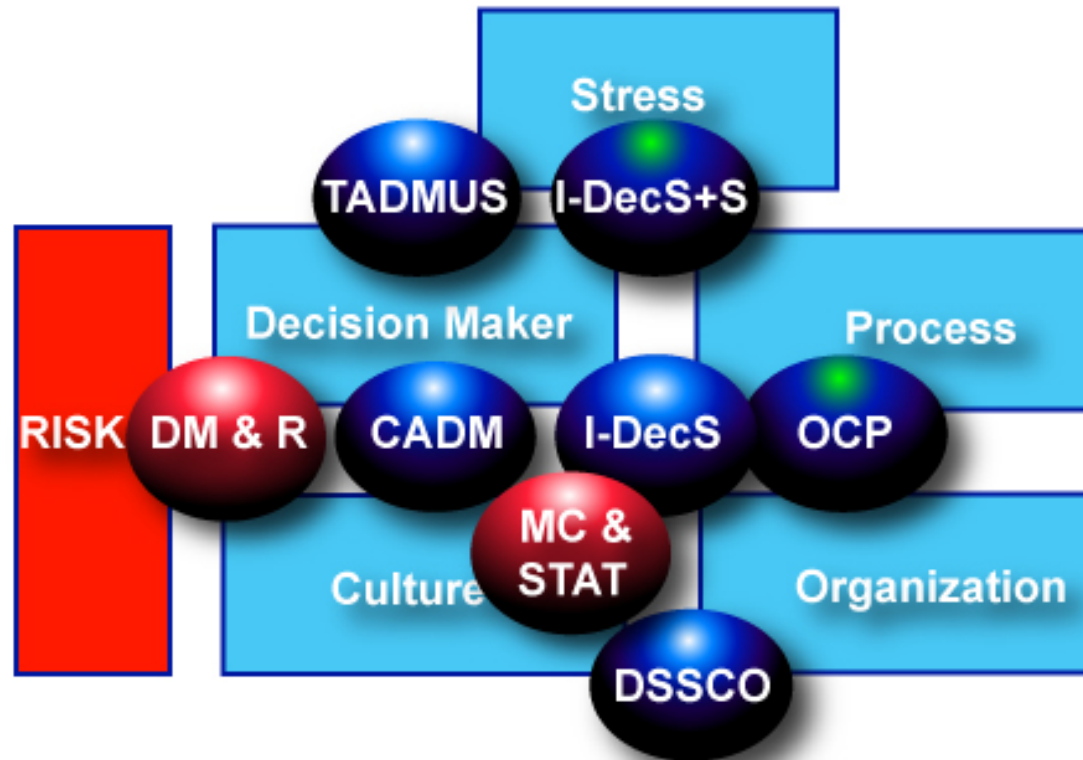 Stress
TADMUS
I-DecS+S
Decision Maker
Process
RISK
DM & R
CADM
I-DecS
OCP
MC &
STAT
Culture
Organization
DSSCO